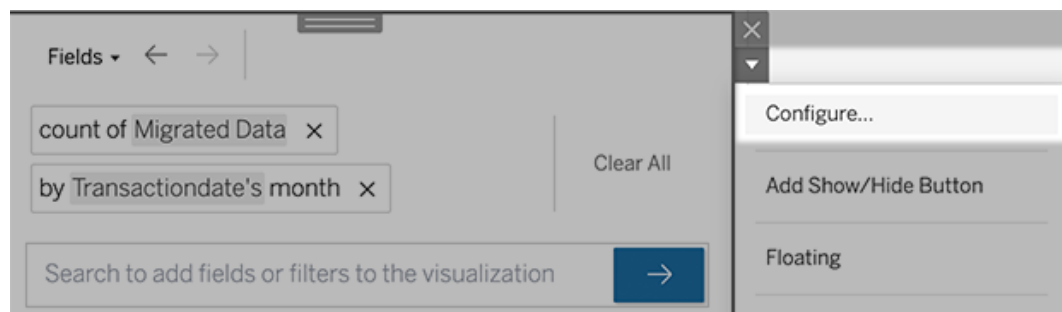 Fields
count of Migrated Data ×
by Transactiondate's month ×
Clear All
Search to add fields or filters to the visualization
Configure...
Add Show/Hide Button
Floating